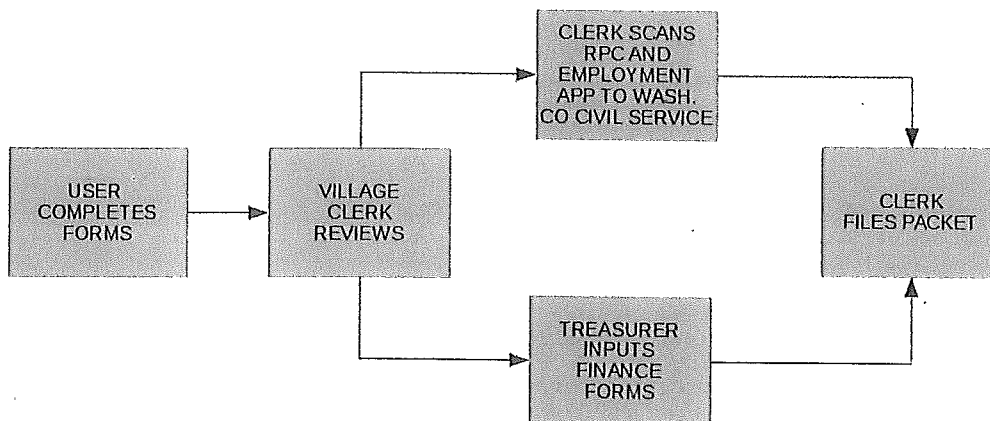 USER
COMPLETES
FORMS
VILLAGE
CLERK
REVIEWS
CLERK SCANS
RPC AND
EMPLOYMENT
APP TO WASH.
CO CIVIL SERVICE
TREASURER
INPUTS
FINANCE
FORMS
CLERK
FILES PACKET